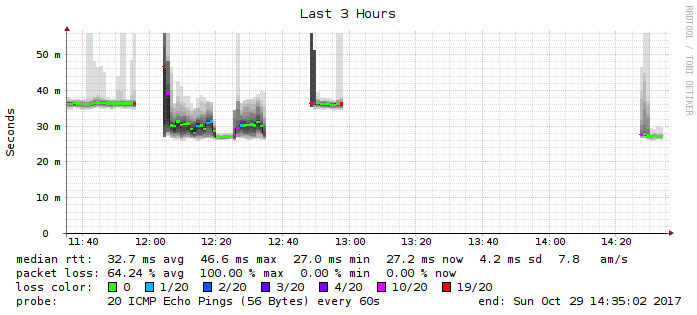 Last 3 Hours
RRDTOOL / TOBI OETIKER
Seconds
50 m
40 m
30 m
20 m
10 m
0
11:40 12:00 12:20 12:40 13:00 13:20 13:40 14:00 14:20
median rtt: 32.7 ms avg 46.6 ms max 27.0 ms min 27.2 ms now 4.2 ms sd 7.8 am/s
packet loss: 64.24 % avg 100.00 % max 0.00 % min 0.00 % now
loss color: 0 1/20 2/20 3/20 4/20 10/20 19/20
probe: 20 ICMP Echo Pings (56 Bytes) every 60s end: Sun Oct 29 14:35:02 2017